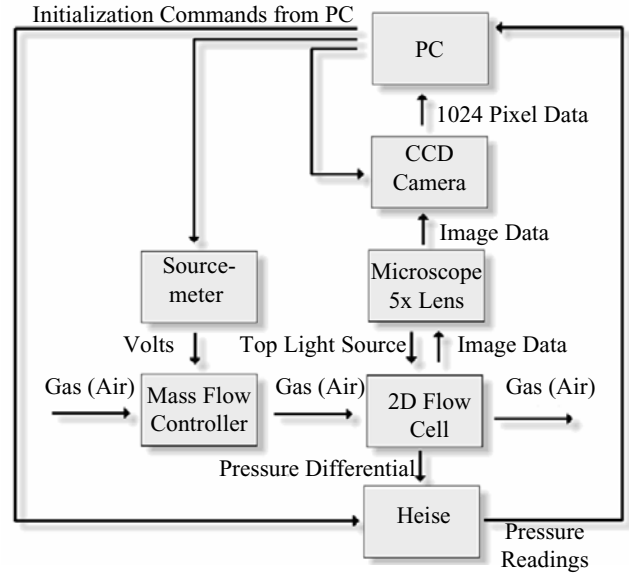 Initialization Commands from PC
PC
1024 Pixel Data
CCD
Camera
Image Data
Source-
meter
Microscope
5x Lens
Volts
Top Light Source
Image Data
Gas (Air)
Mass Flow
Controller
Gas (Air)
2D Flow
Cell
Gas (Air)
Pressure Differential
Heise
Pressure
Readings